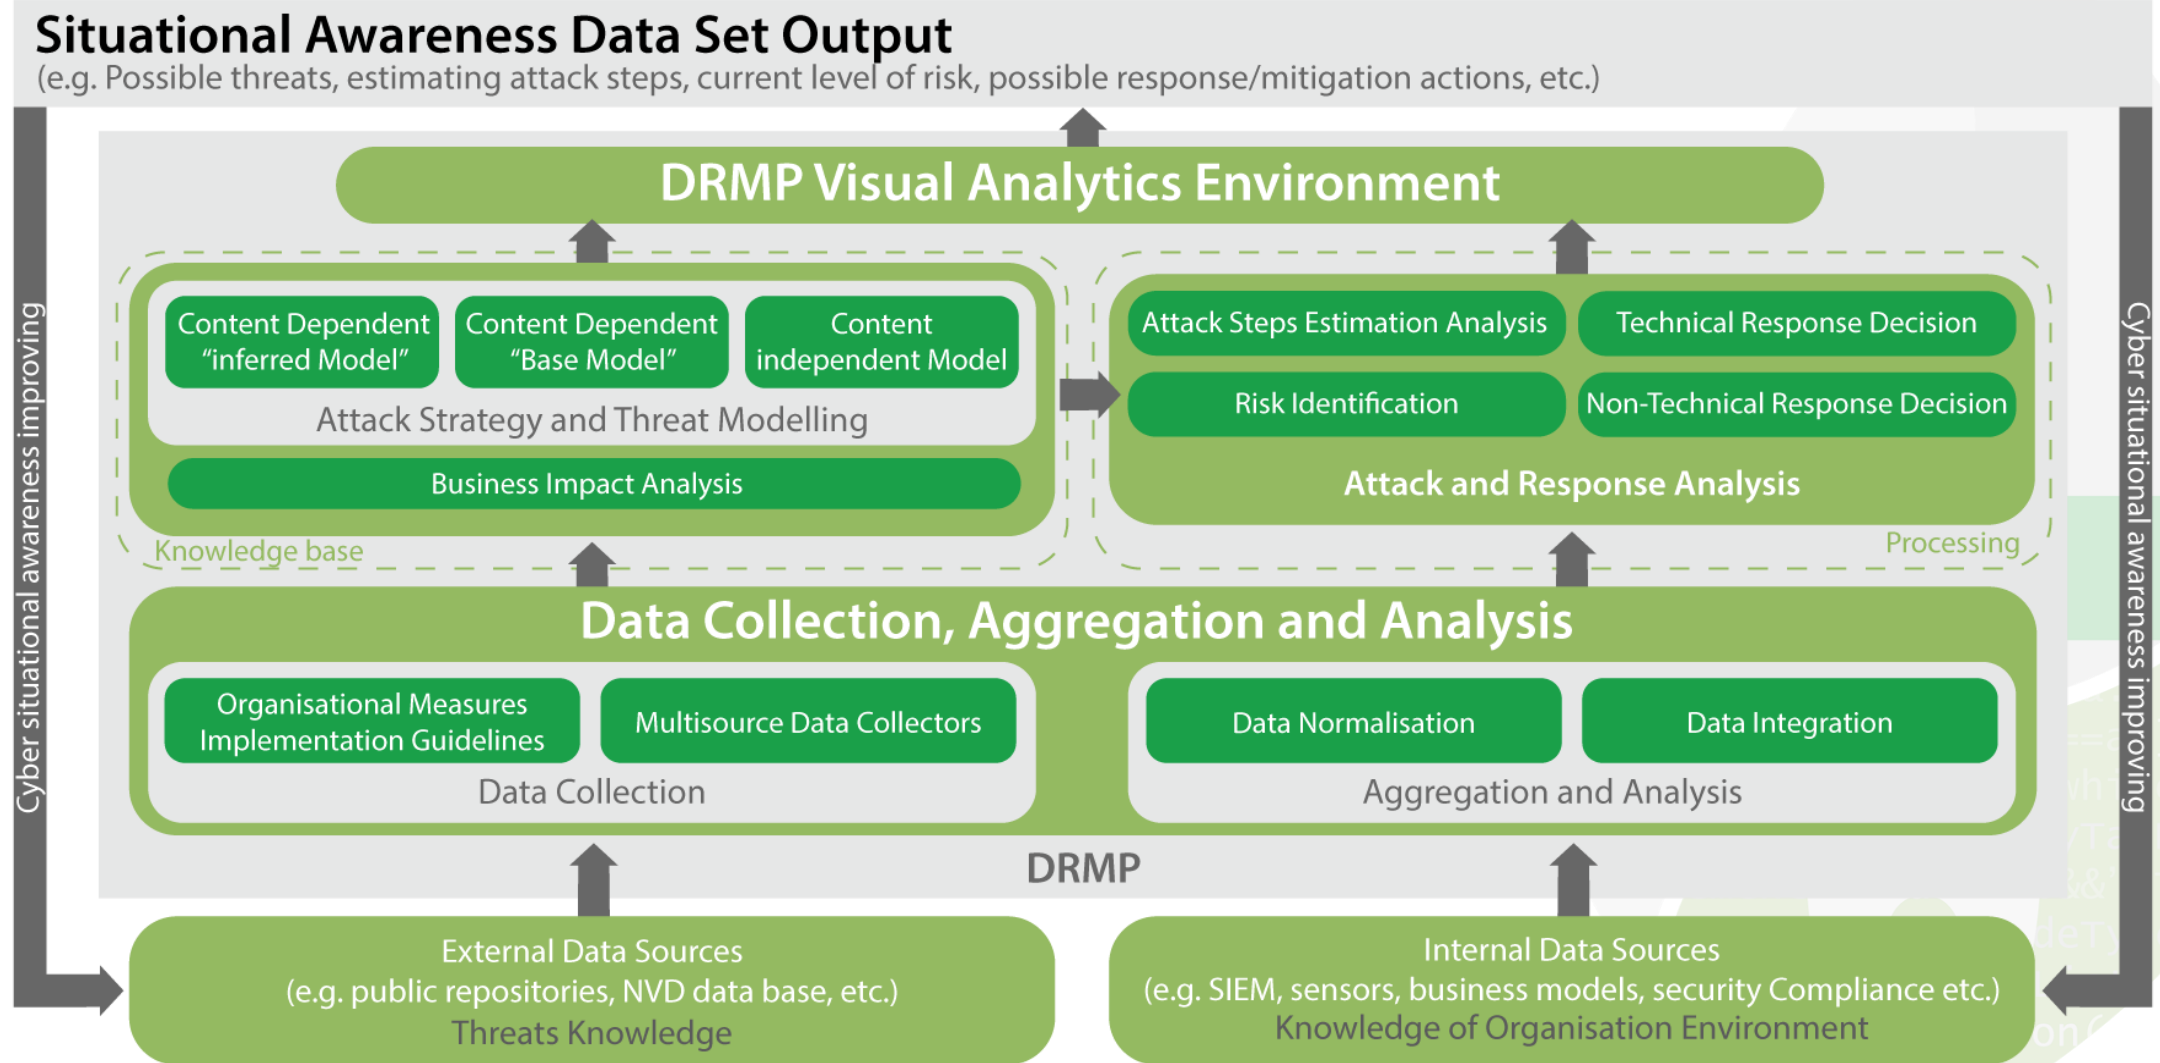 Situational Awareness Data Set Output
(e.g. Possible threats, estimating attack steps, current level of risk, possible response/mitigation actions, etc.)
DRMP Visual Analytics Environment
Content Dependent
“inferred Model”
Content Dependent
“Base Model”
Content
independent Model
Attack Strategy and Threat Modelling
Business Impact Analysis
Knowledge base
Attack Steps Estimation Analysis
Technical Response Decision
Risk Identification
Non-Technical Response Decision
Attack and Response Analysis
Processing
Data Collection, Aggregation and Analysis
Organisational Measures
Implementation Guidelines
Multisource Data Collectors
Data Collection
Data Normalisation
Data Integration
Aggregation and Analysis
DRMP
External Data Sources
(e.g. public repositories, NVD data base, etc.)
Threats Knowledge
Internal Data Sources
(e.g. SIEM, sensors, business models, security Compliance etc.)
Knowledge of Organisation Environment
Cyber situational awareness improving
Cyber situational awareness improving